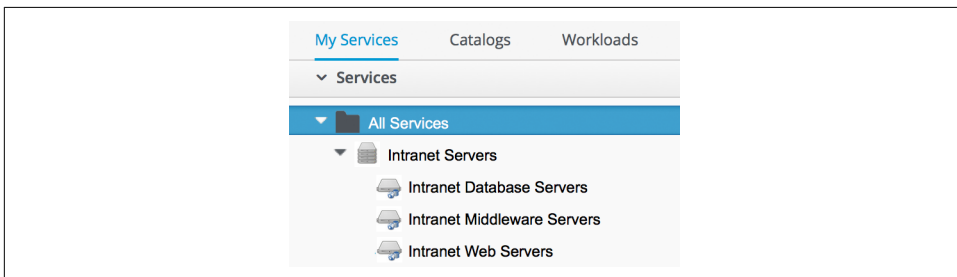 My Services Catalogs Workloads
Services
All Services
Intranet Servers
Intranet Database Servers
Intranet Middleware Servers
Intranet Web Servers